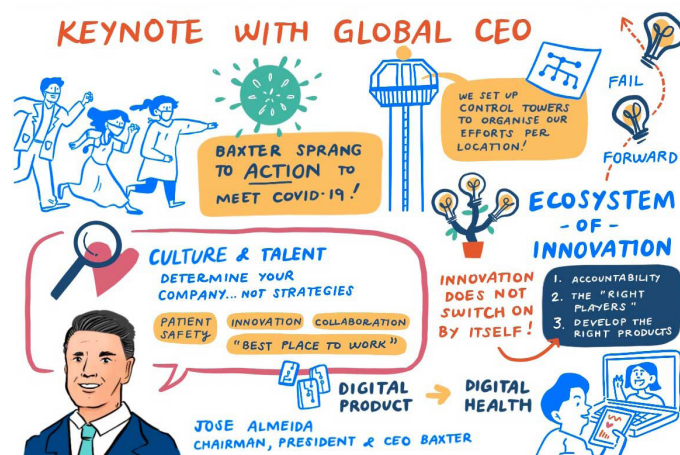 KEYNOTE WITH GLOBAL CEO
BAXTER SPRANG
TO ACTION TO
MEET COVID-19!
WE SET UP
CONTROL TOWERS
TO ORGANISE OUR
EFFORTS PER
LOCATION!
FAIL
FORWARD
ECOSYSTEM
- OF -
INNOVATION
1. ACCOUNTABILITY
2. THE "RIGHT
PLAYERS"
3. DEVELOP THE
RIGHT PRODUCTS
INNOVATION
DOES NOT
SWITCH ON
BY ITSELF!
CULTURE & TALENT
DETERMINE YOUR
COMPANY... NOT STRATEGIES
PATIENT
SAFETY
INNOVATION
COLLABORATION
"BEST PLACE TO WORK"
DIGITAL
PRODUCT
DIGITAL
HEALTH
JOSE ALMEIDA
CHAIRMAN, PRESIDENT & CEO BAXTER